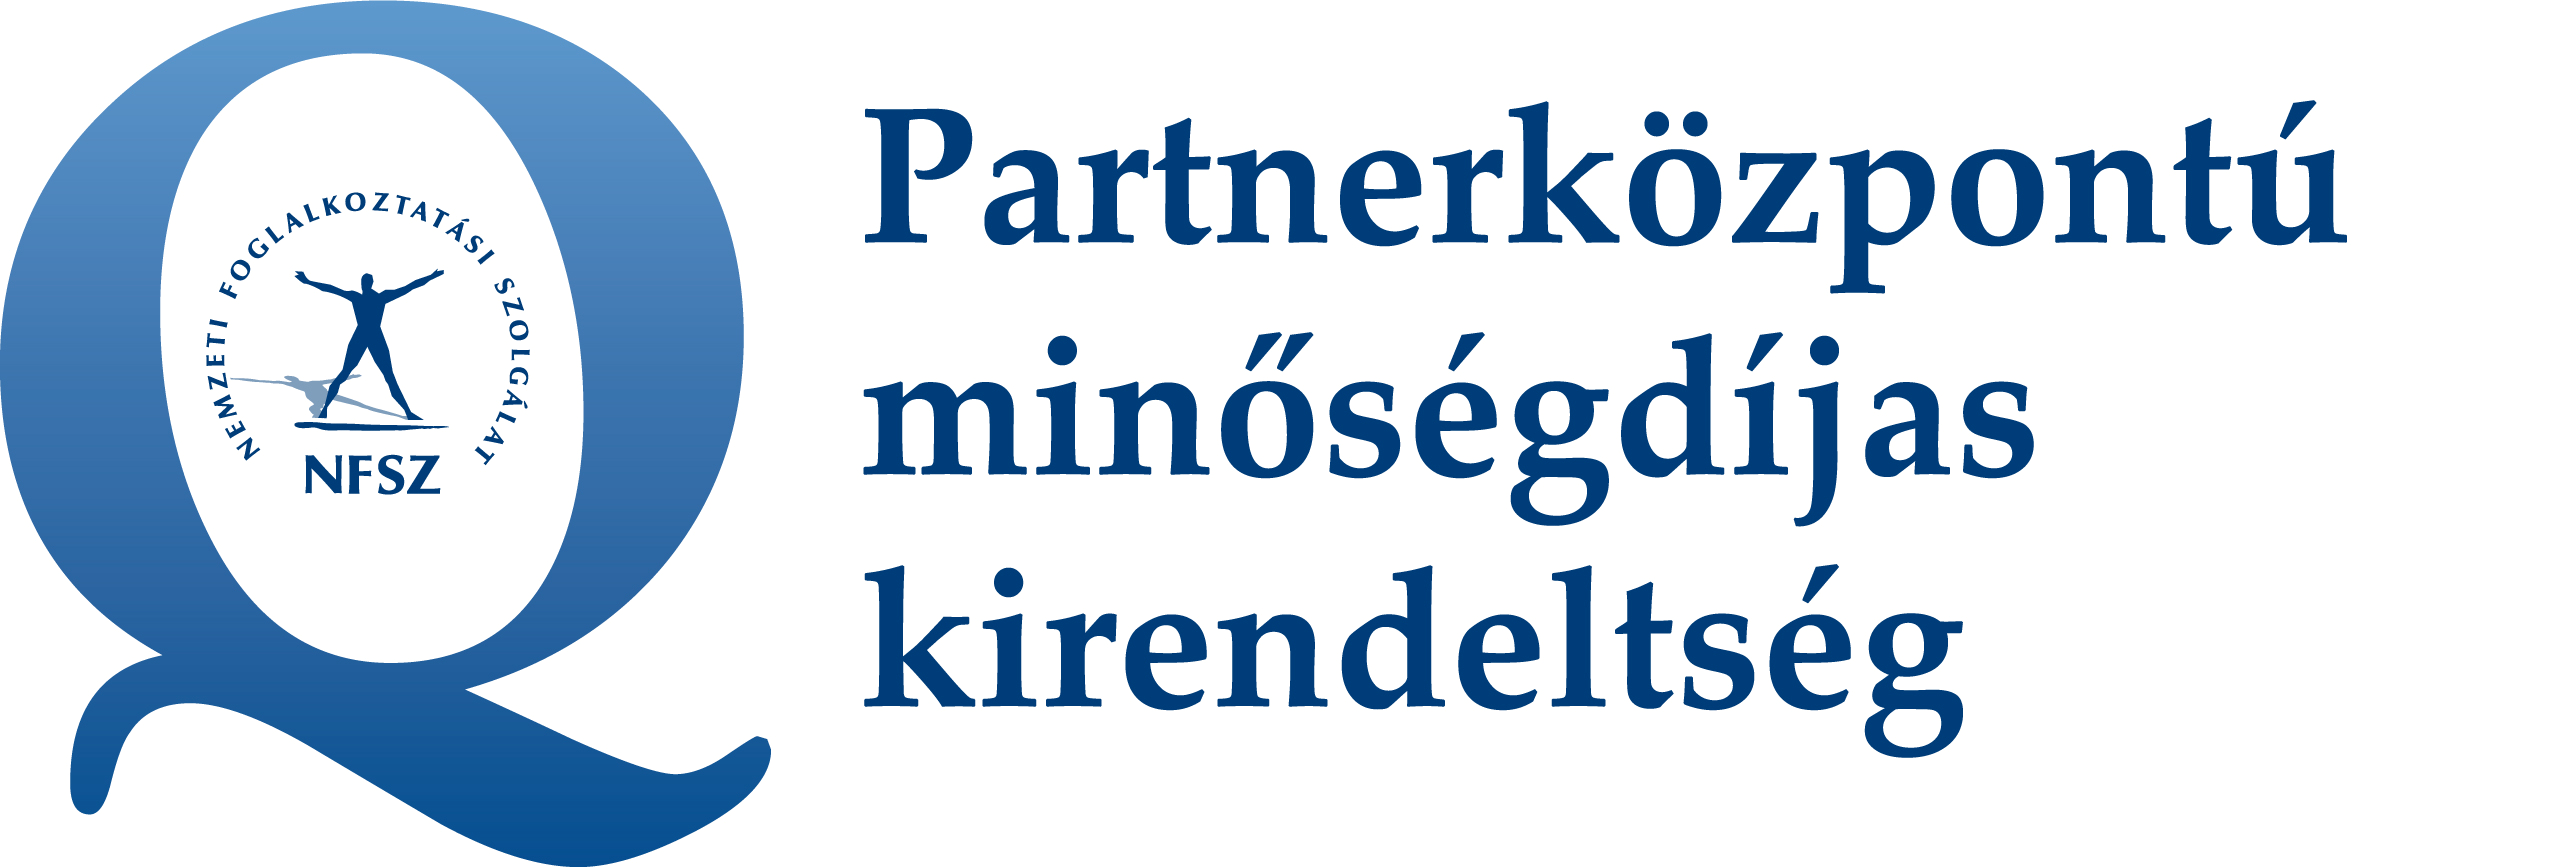 Q
NEMZETI FOGLALKOZTATÁSI SZOLGÁLAT
NFSZ
Partnerközpontú
minőségdíjas
kirendeltség